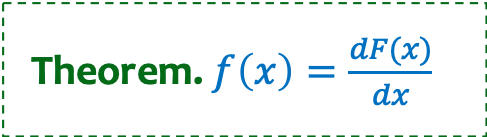 Theorem. f(x) = dF(x)/dx